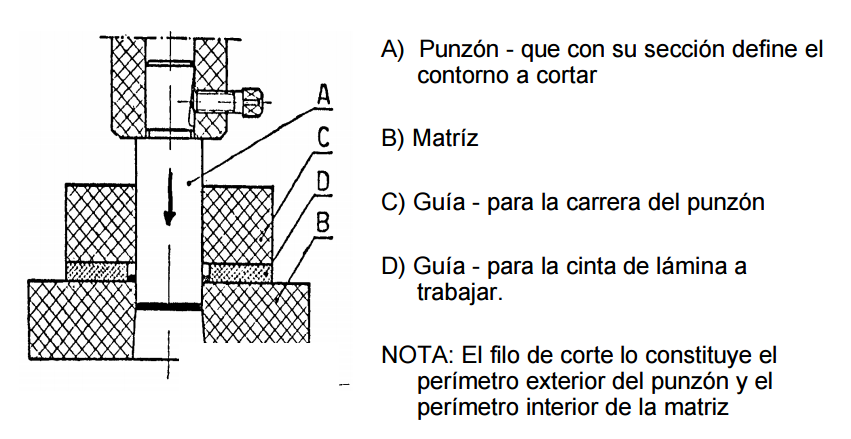 A
C
D
B
A) Punzón - que con su sección define el
contorno a cortar
B) Matríz
C) Guía - para la carrera del punzón
D) Guía - para la cinta de lámina a
trabajar.
NOTA: El filo de corte lo constituye el
perímetro exterior del punzón y el
perímetro interior de la matriz